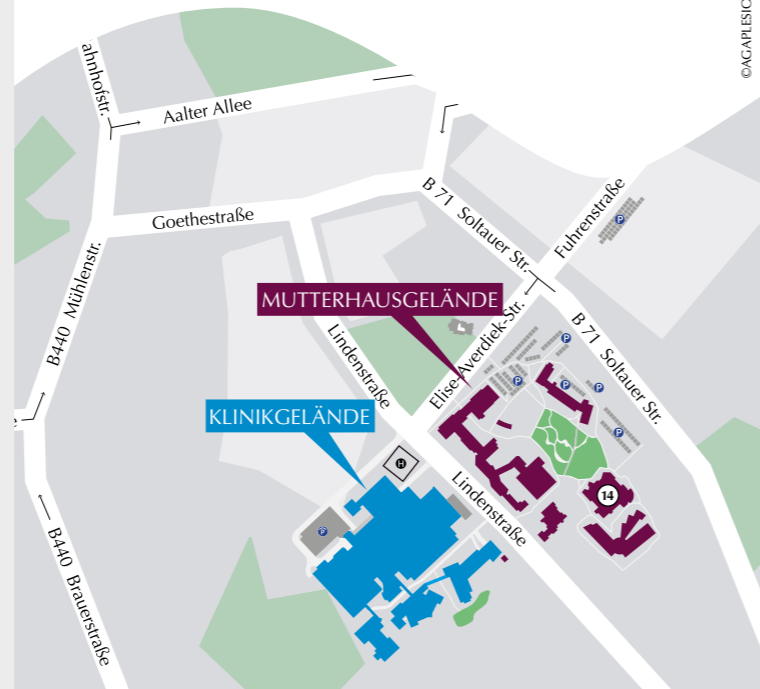 ©AGAPLESIC
ahnhofstr.
Aalter Allee
B 71 Soltauer Str.
Fuhrenstraße
P
Goethestraße
B440 Mühlenstr.
MUTTERHAUSGELÄNDE
Elise-Averdiek-Str.
Lindenstraße
B 71 Soltauer Str.
P
P
P
P
P
e
KLINIKGELÄNDE
H
Lindenstraße
14
P
B440 Brauerstraße